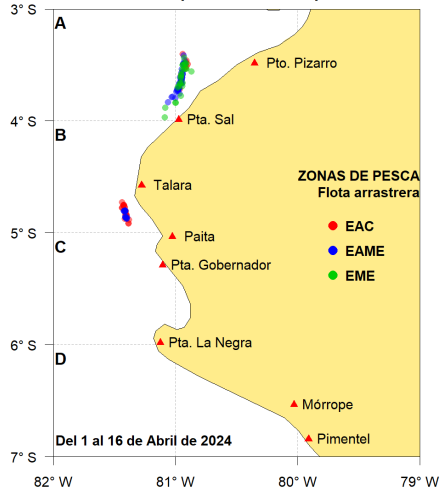 3° S
A
Pto. Pizarro
4° S
Pta. Sal
B
ZONAS DE PESCA
Flota arrastrera
Talara
EAC
5° S
Paita
EAME
C
Pta. Gobernador
EME
6° S
Pta. La Negra
D
Mórrope
Del 1 al 16 de Abril de 2024
Pimentel
7° S
82° W
81° W
80° W
79° W